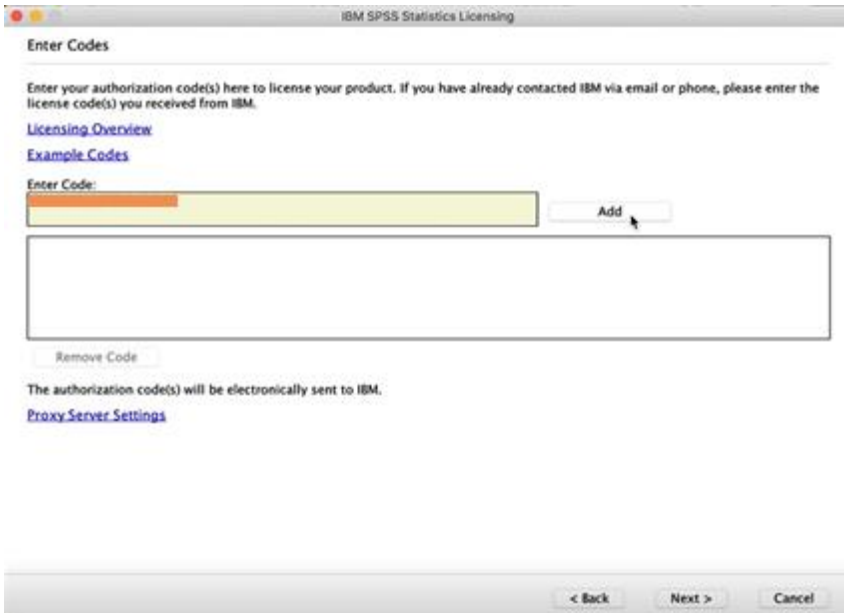 IBM SPSS Statistics Licensing
Enter Codes
Enter your authorization code(s) here to license your product. If you have already contacted IBM via email or phone, please enter the
license code(s) you received from IBM.
Licensing Overview
Example Codes
Enter Code:
Add
Remove Code
The authorization code(s) will be electronically sent to IBM.
Proxy Server Settings
< Back Next > Cancel